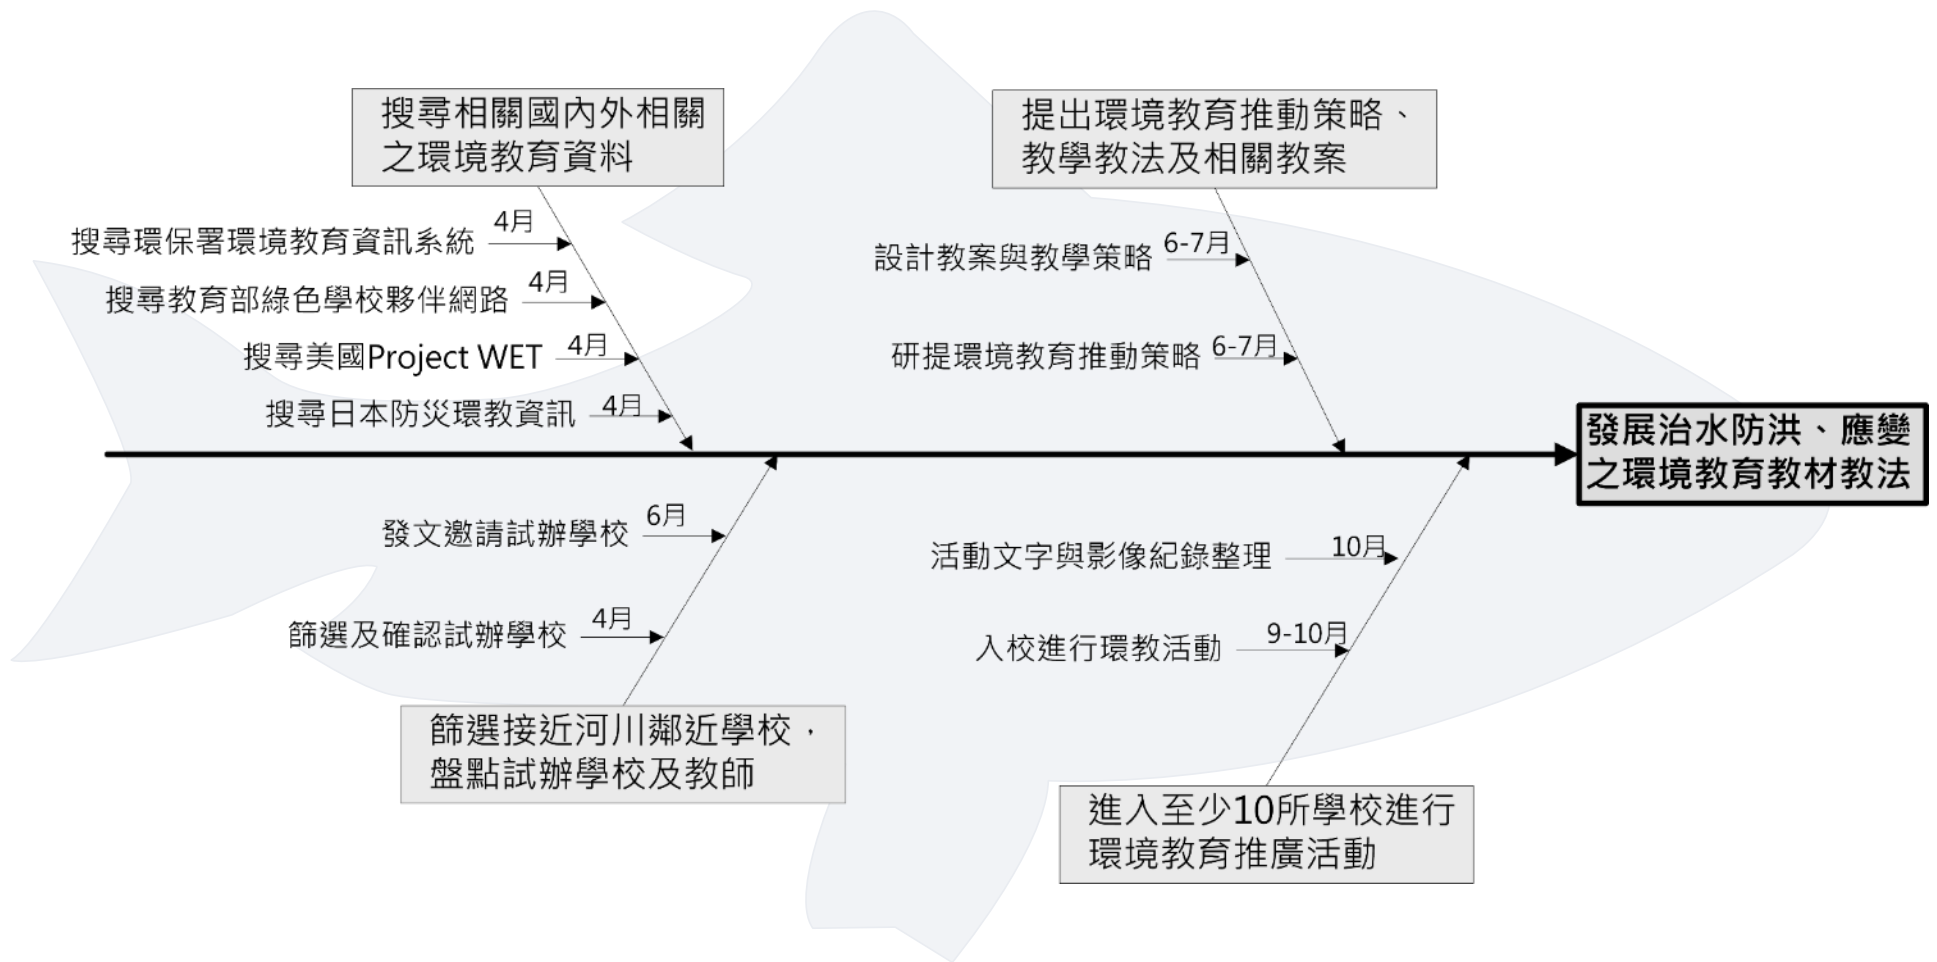 搜尋相關國內外相關
之環境教育資料
提出環境教育推動策略、
教學教法及相關教案
4月
搜尋環保署環境教育資訊系統
4月
搜尋教育部綠色學校夥伴網路
4月
搜尋美國Project WET
4月
搜尋日本防災環教資訊
6-7月
設計教案與教學策略
6-7月
研提環境教育推動策略
發展治水防洪、應變
之環境教育教材教法
6月
發文邀請試辦學校
4月
篩選及確認試辦學校
10月
活動文字與影像紀錄整理
9-10月
入校進行環教活動
篩選接近河川鄰近學校，
盤點試辦學校及教師
進入至少10所學校進行
環境教育推廣活動